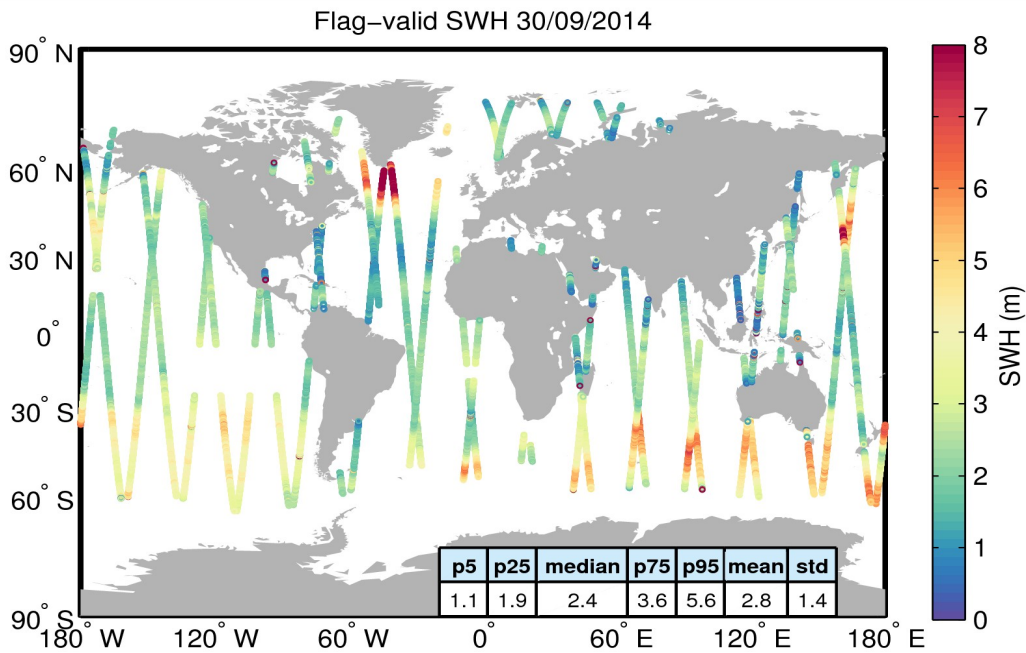 Flag−valid SWH 30/09/2014
90° N
60° N
30° N
0°
30° S
60° S
90° S
180° W
120° W
60° W
0°
60° E
120° E
180° E
p5 p25 median p75 p95 mean std
1.1 1.9 2.4 3.6 5.6 2.8 1.4
8
7
6
5
4
3
2
1
0
SWH (m)